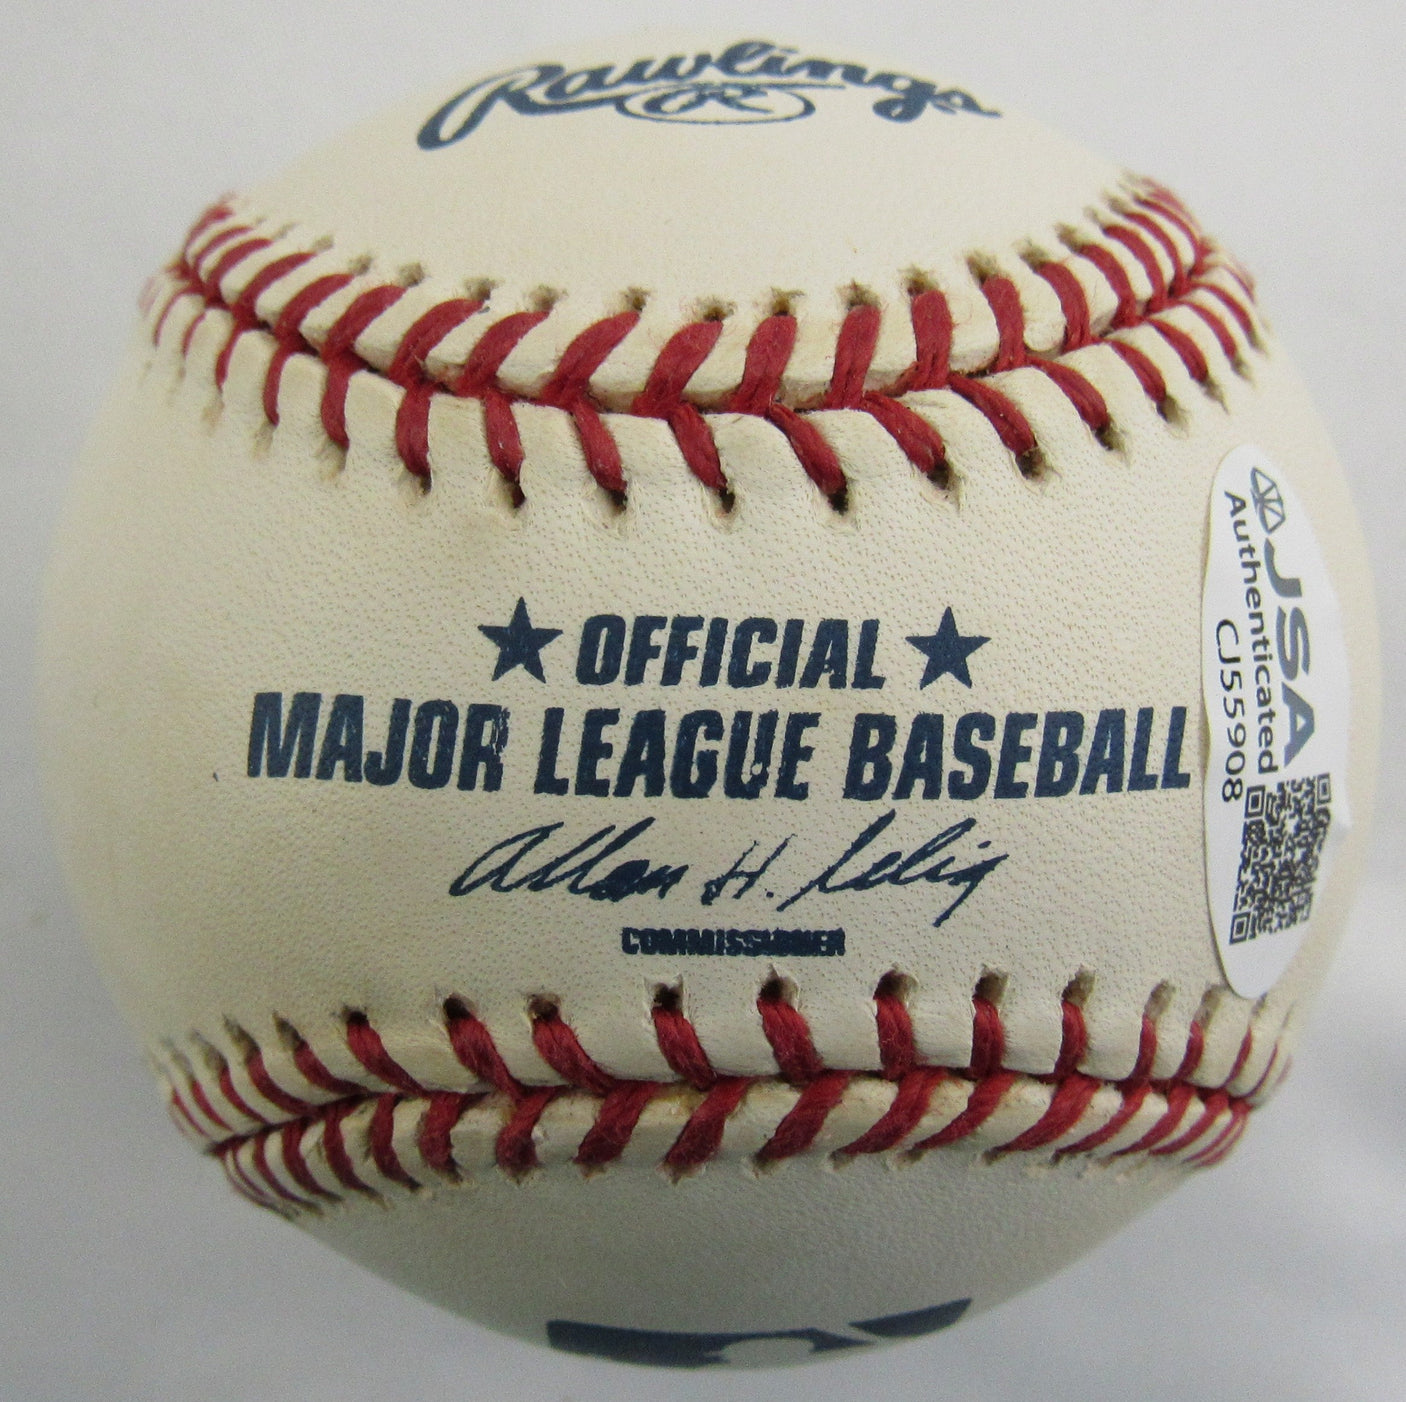 Rawlings
R
★ OFFICIAL ★
MAJOR LEAGUE BASEBALL
Allan H. Selig
COMMISSIONER
JSA
Authenticated
CJ55908